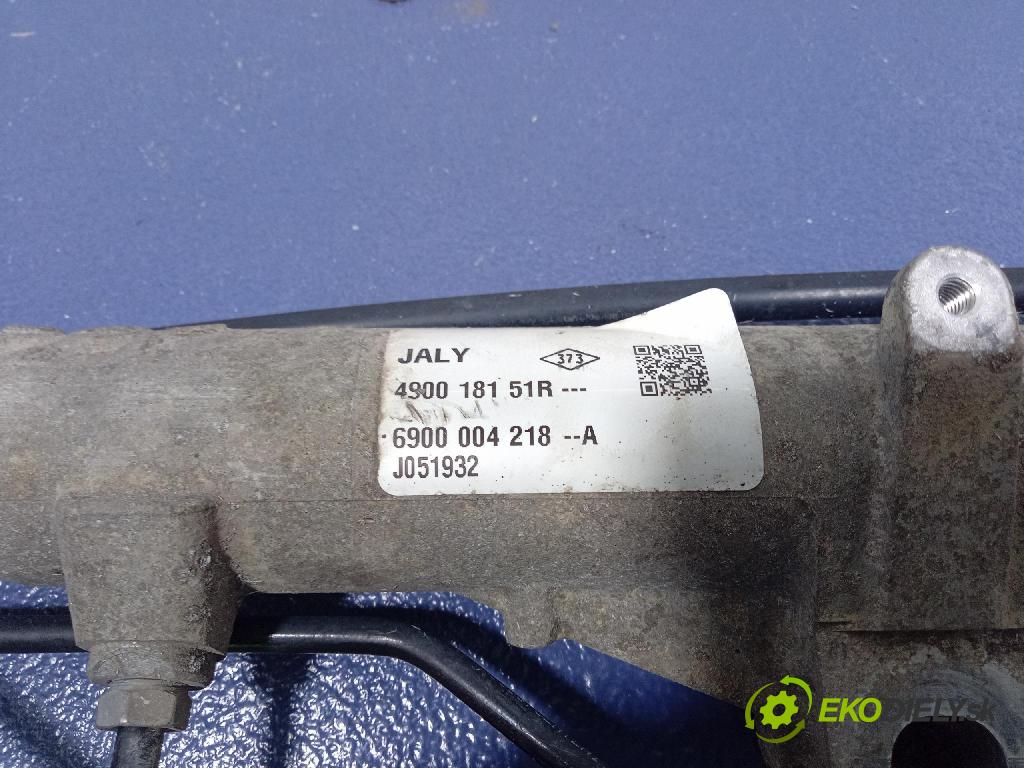 JALY 373
4900 181 51R ---
6900 004 218 --A
J051932
EKODIELY.sk